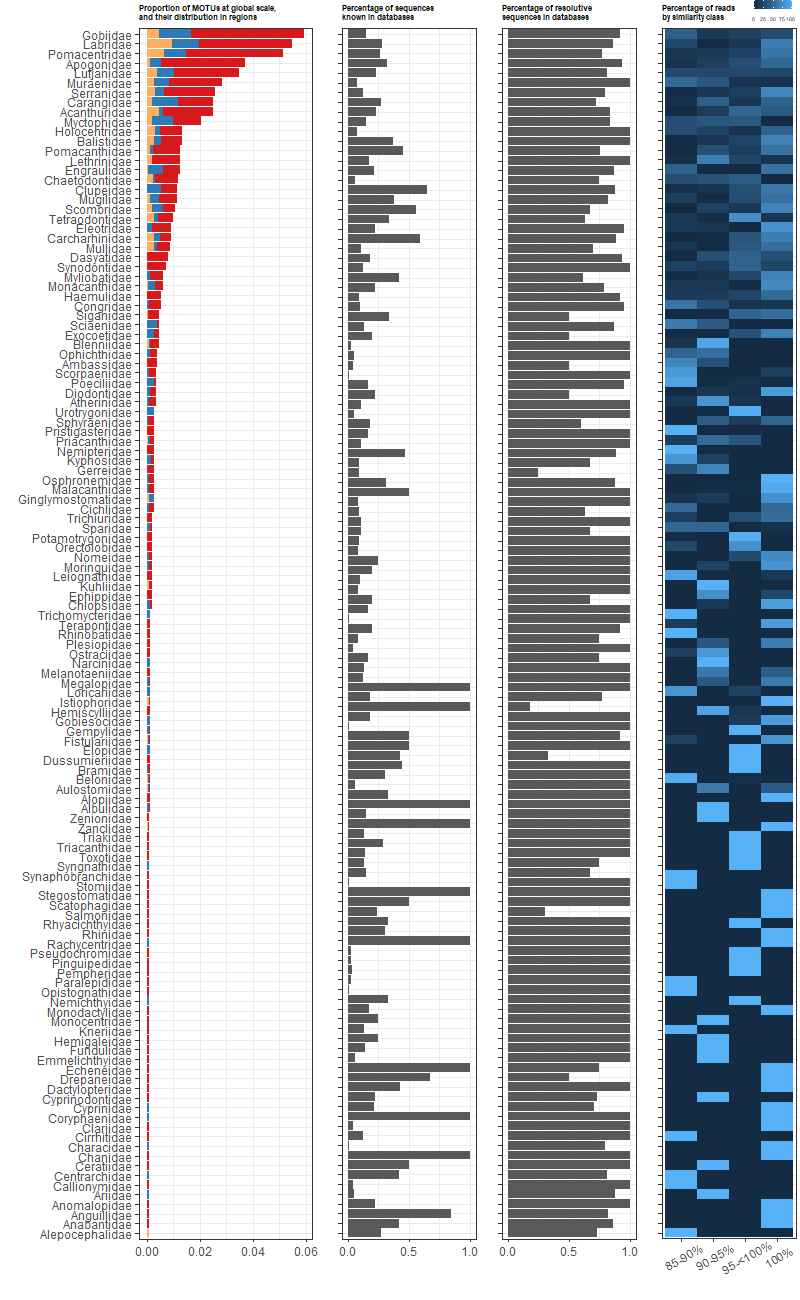 Proportion of MOTUs at global scale,
and their distribution in regions
Percentage of sequences
known in databases
Percentage of resolutive
sequences in databases
Percentage of reads
by similarity class
0 25 50 75 100
Gobiidae
Labridae
Pomacentridae
Apogonidae
Lutjanidae
Muraenidae
Serranidae
Carangidae
Acanthuridae
Myctophidae
Holocentridae
Balistidae
Pomacanthidae
Lethrinidae
Engraulidae
Chaetodontidae
Clupeidae
Mugilidae
Scombridae
Tetraodontidae
Eleotridae
Carcharhinidae
Mullidae
Dasyatidae
Synodontidae
Myliobatidae
Monacanthidae
Haemulidae
Congridae
Siganidae
Sciaenidae
Exocoetidae
Blenniidae
Ophichthidae
Ambassidae
Scorpaenidae
Poeciliidae
Diodontidae
Atherinidae
Urotrygonidae
Sphyraenidae
Pristigasteridae
Priacanthidae
Nemipteridae
Kyphosidae
Gerreidae
Osphronemidae
Malacanthidae
Ginglymostomatidae
Cichlidae
Trichiuridae
Sparidae
Potamotrygonidae
Orectolobidae
Nomeidae
Moringuidae
Leiognathidae
Kuhliidae
Ephippidae
Chlopsidae
Trichomycteridae
Terapontidae
Rhinobatidae
Plesiopidae
Ostraciidae
Narcinidae
Melanotaeniidae
Megalopidae
Loricariidae
Istiophoridae
Hemiscylliidae
Gobiesocidae
Gempylidae
Fistulariidae
Elopidae
Dussumieriidae
Bramidae
Belonidae
Aulostomidae
Alopiidae
Albulidae
Zenionidae
Zanclidae
Triakidae
Triacanthidae
Toxotidae
Syngnathidae
Synaphobranchidae
Stomiidae
Stegostomatidae
Scatophagidae
Salmonidae
Rhyacichthyidae
Rhinidae
Rachycentridae
Pseudochromidae
Pinguipedidae
Pempheridae
Paralepididae
Opistognathidae
Nemichthyidae
Monodactylidae
Monocentridae
Kneriidae
Hemigaleidae
Fundulidae
Emmelichthyidae
Echeneidae
Drepaneidae
Dactylopteridae
Cyprinodontidae
Cyprinidae
Coryphaenidae
Clariidae
Cirrhitidae
Characidae
Chanidae
Ceratiidae
Centrarchidae
Callionymidae
Ariidae
Anomalopidae
Anguillidae
Anabantidae
Alepocephalidae
0.00 0.02 0.04 0.06
0.0 0.5 1.0
0.0 0.5 1.0
85-90% 90-95% 95-<100% 100%